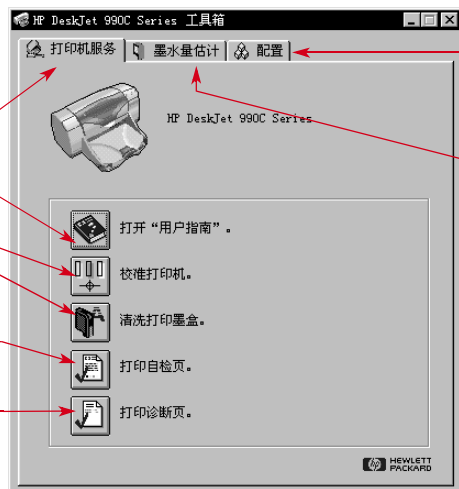 HP DeskJet 990C Series 工具箱
打印机服务 墨水量估计 配置
HP DeskJet 990C Series
打开“用户指南”。
校准打印机。
清洗打印墨盒。
打印自检页。
打印诊断页。
hp HEWLETT
PACKARD